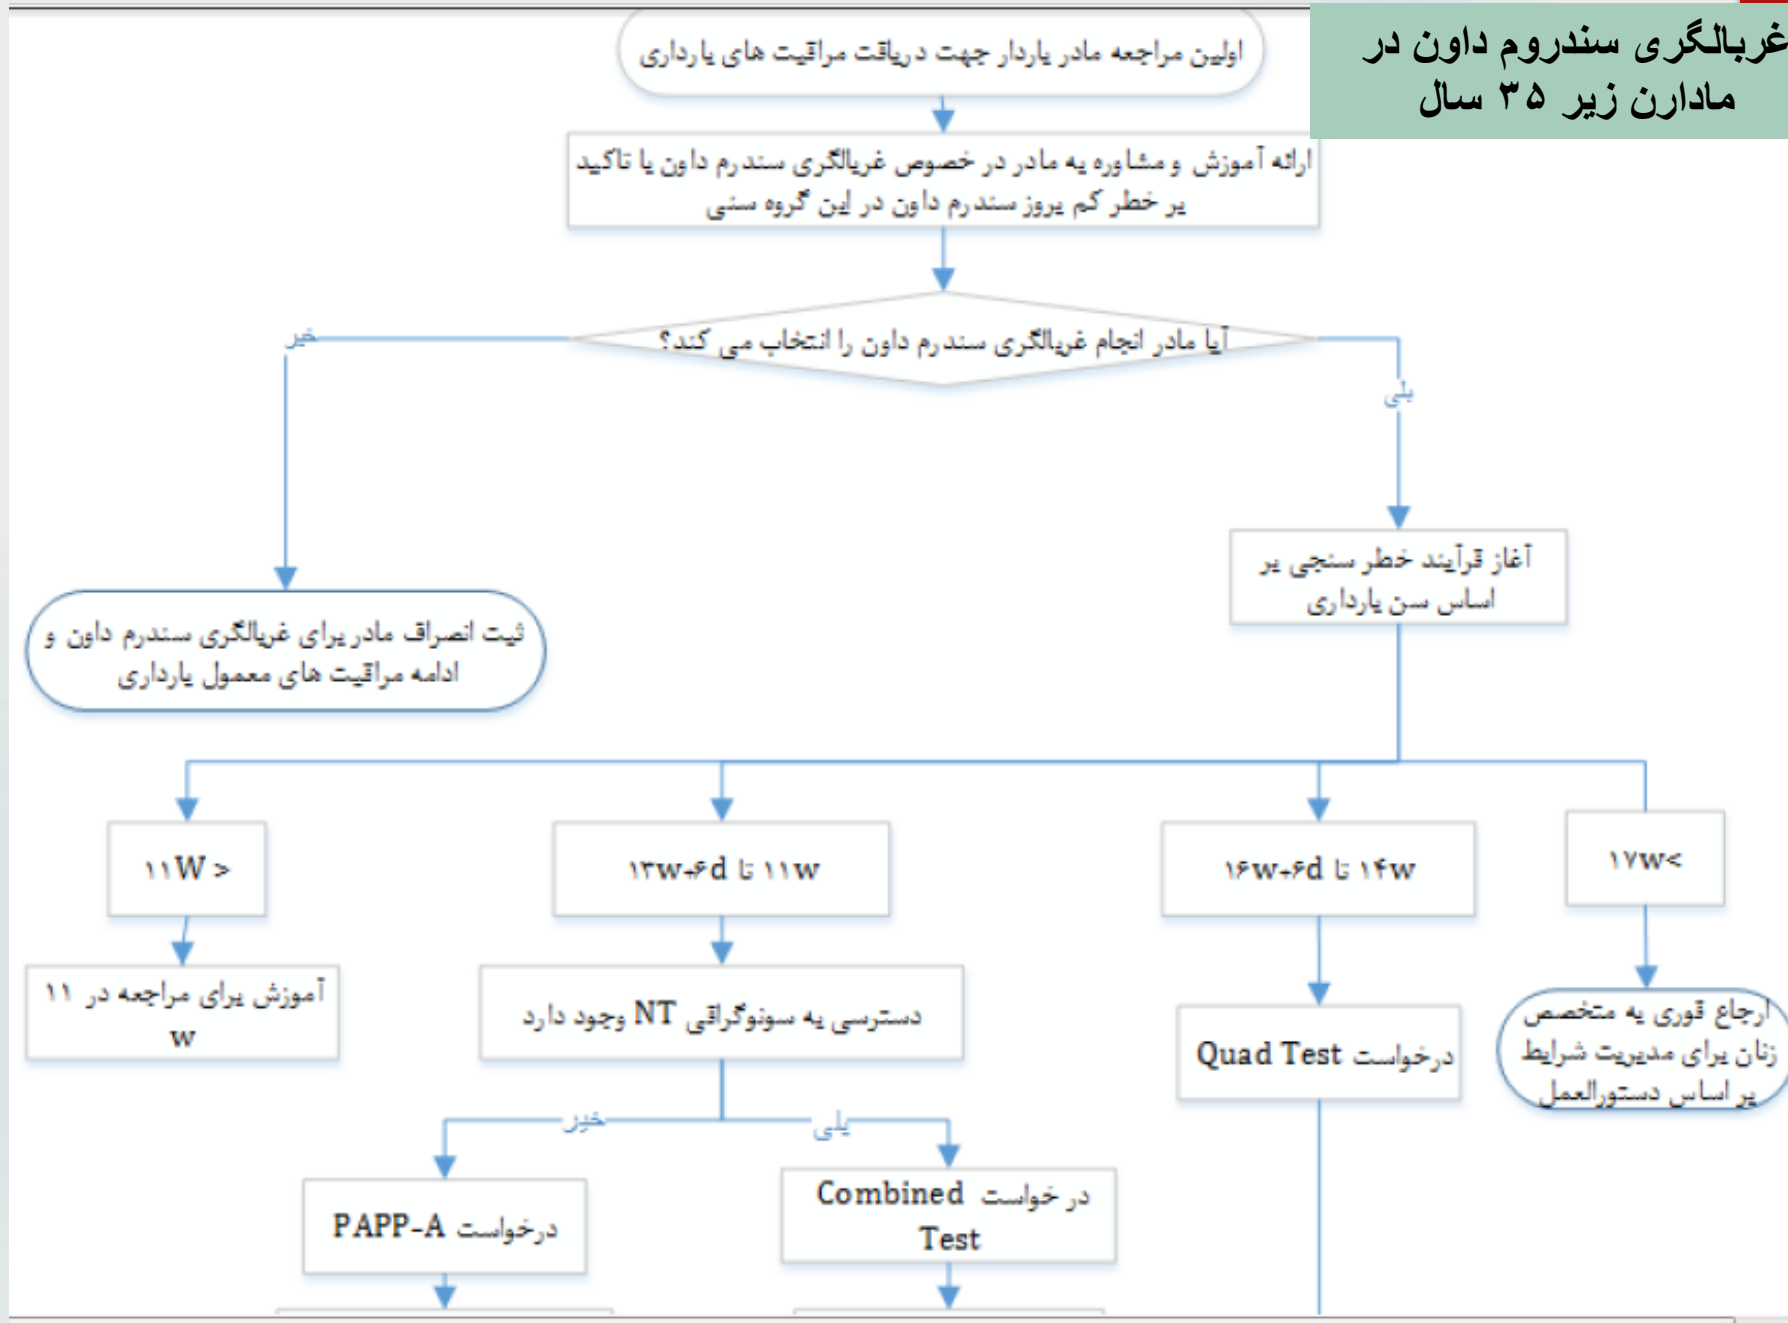 غربالگری سندروم داون در
مادارن زیر ۳۵ سال
اولین مراجعه مادر باردار جهت دریافت مراقبت های بارداری
ارائه آموزش و مشاوره به مادر در خصوص غربالگری سندرم داون با تاکید
بر خطر کم بروز سندرم داون در این گروه سنی
آیا مادر انجام غربالگری سندرم داون را انتخاب می کند؟
خیر
بلی
آغاز فرآیند خطر سنجی بر
اساس سن بارداری
ثبت انصراف مادر برای غربالگری سندرم داون و
ادامه مراقبت های معمول بارداری
۱۱W >
۱۱w تا ۱۳w+۶d
۱۴w تا ۱۶w+۶d
۱۷w<
آموزش برای مراجعه در ۱۱
w
دسترسی به سونوگرافی NT وجود دارد
درخواست Quad Test
ارجاع فوری به متخصص
زنان برای مدیریت شرایط
بر اساس دستورالعمل
خیر
بلی
درخواست PAPP-A
در خواست Combined
Test